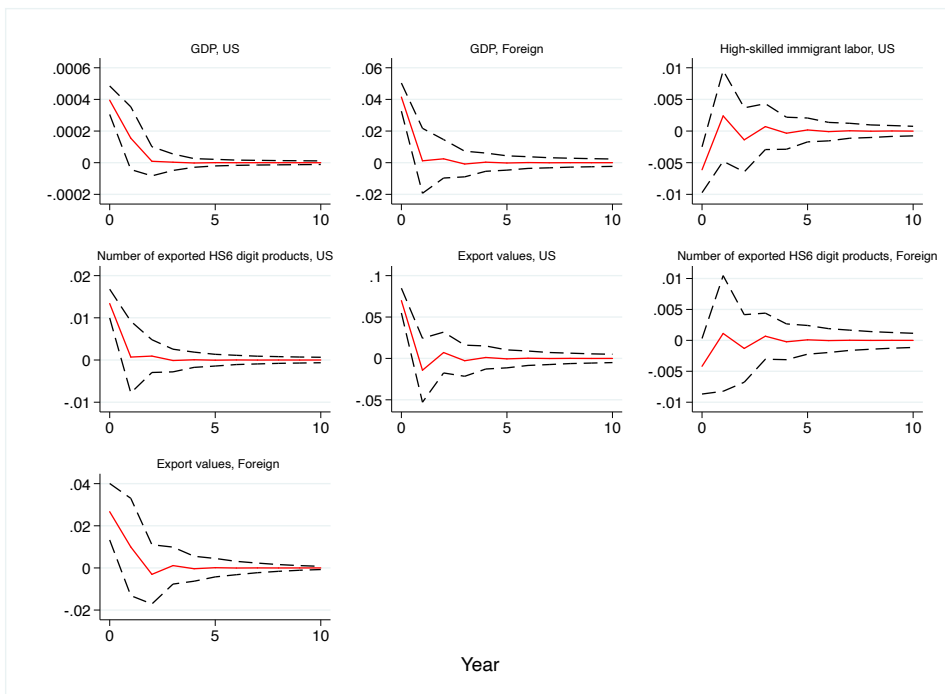 GDP, US
.0006
.0004
.0002
0
-.0002
0 5 10
GDP, Foreign
.06
.04
.02
0
-.02
0 5 10
High-skilled immigrant labor, US
.01
.005
0
-.005
-.01
0 5 10
Number of exported HS6 digit products, US
.02
.01
0
-.01
0 5 10
Export values, US
.1
.05
0
-.05
0 5 10
Number of exported HS6 digit products, Foreign
.01
.005
0
-.005
-.01
0 5 10
Export values, Foreign
.04
.02
0
-.02
0 5 10
Year